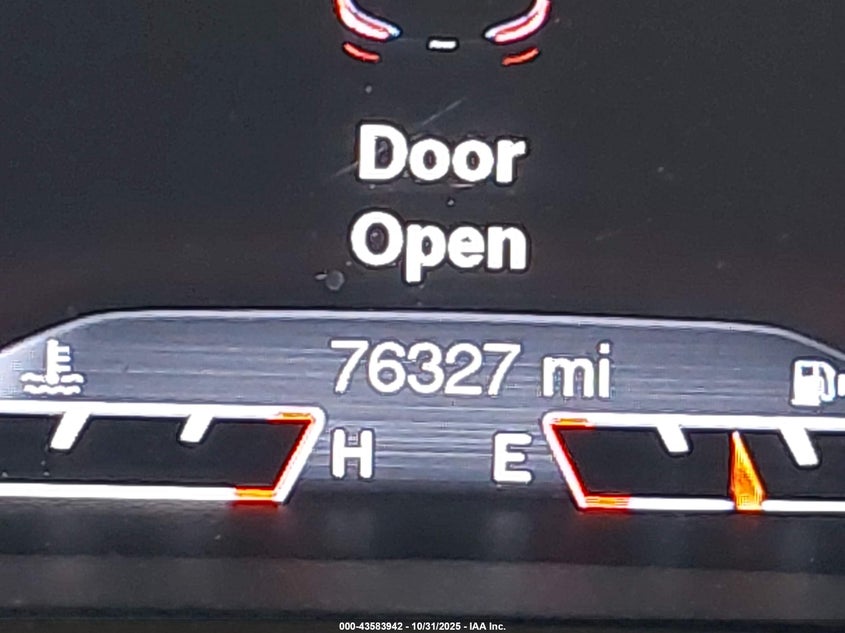 Door
Open
76327 mi
H E
000-43583942 - 10/31/2025 - IAA Inc.